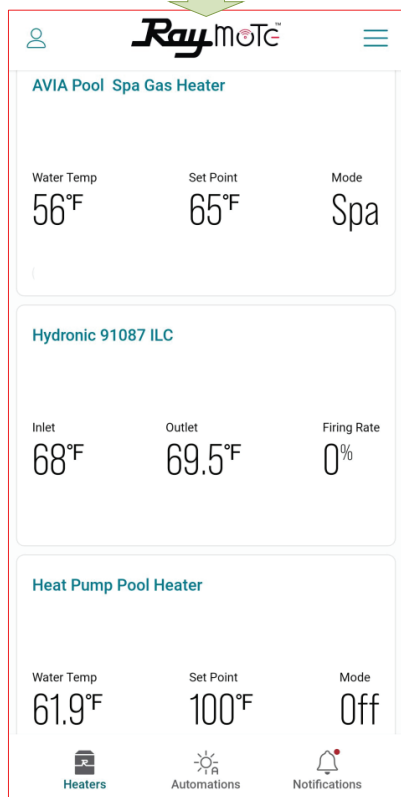 Raymote™
AVIA Pool Spa Gas Heater
Water Temp Set Point Mode
56°F 65°F Spa
Hydronic 91087 ILC
Inlet Outlet Firing Rate
68°F 69.5°F 0%
Heat Pump Pool Heater
Water Temp Set Point Mode
61.9°F 100°F Off
Heaters Automations Notifications